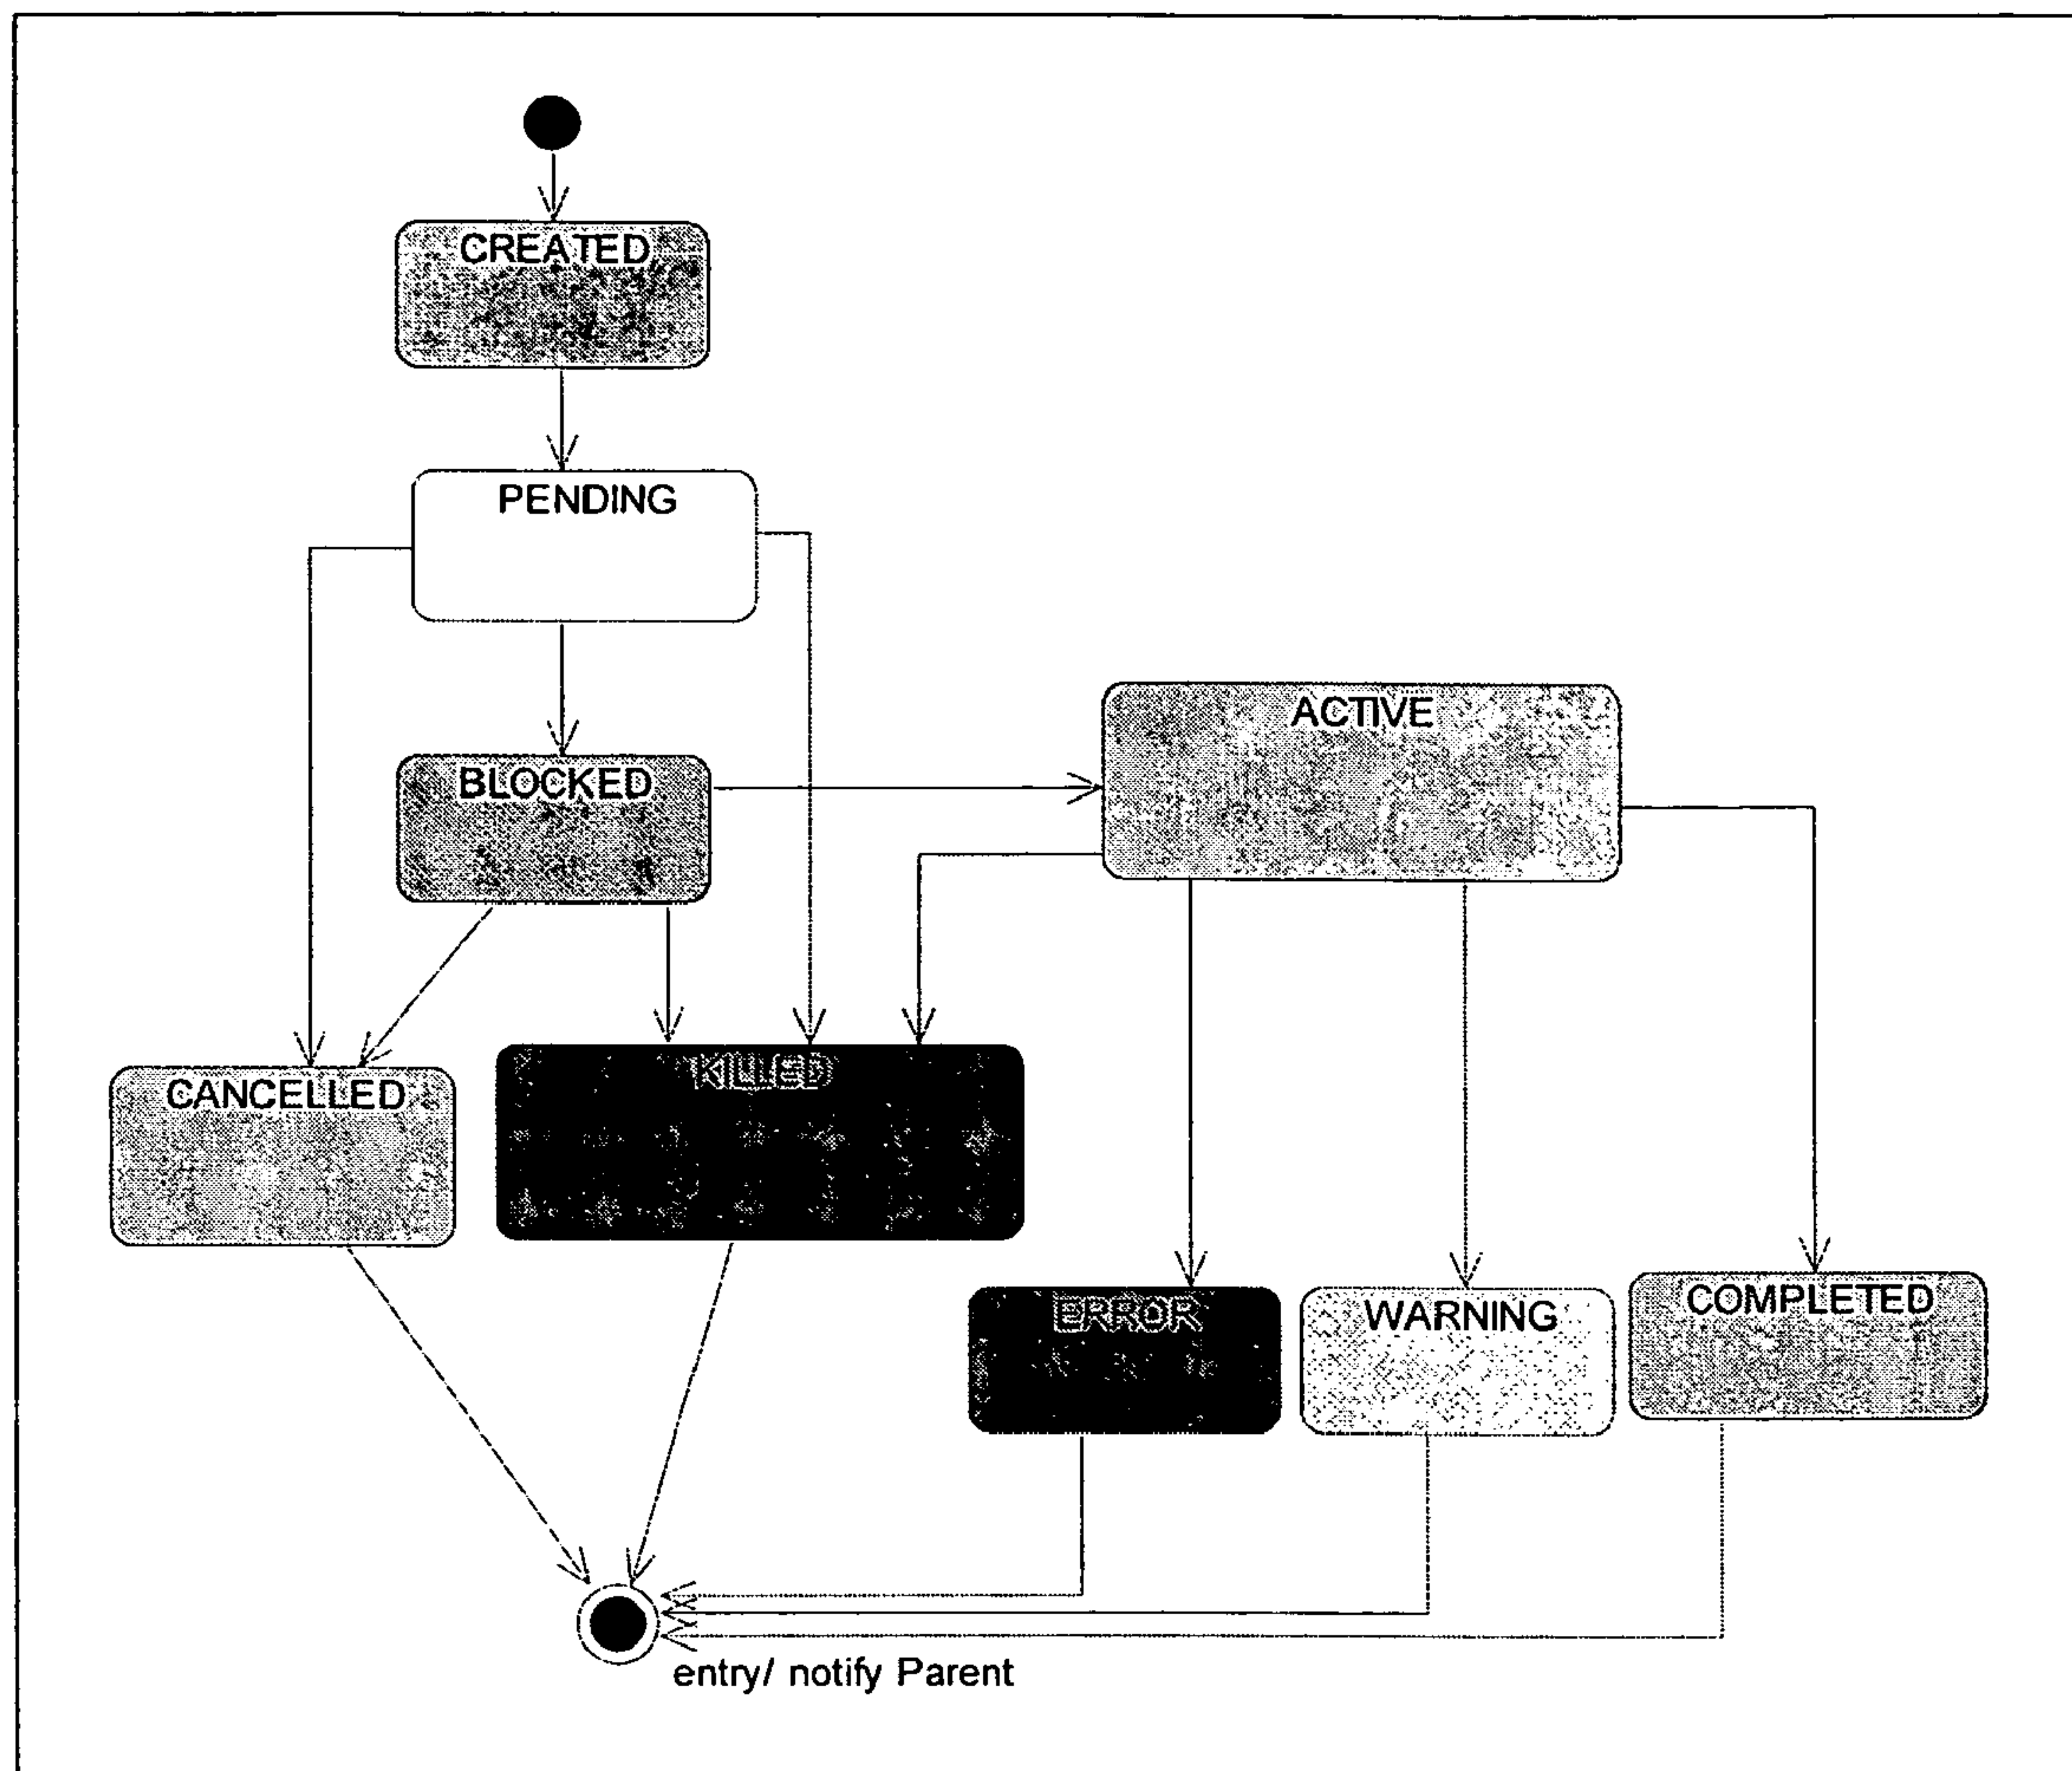 CREATED
PENDING
ACTIVE
BLOCKED
KILLED
CANCELLED
ERROR
WARNING
COMPLETED
entry/ notify Parent